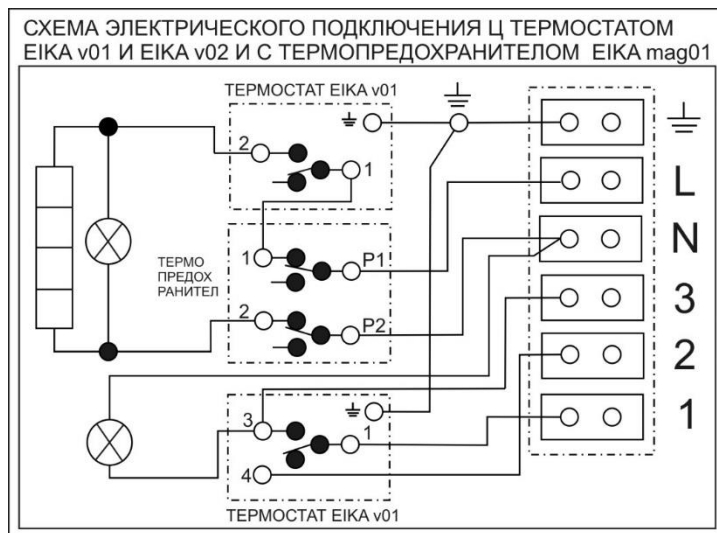 СХЕМА ЭЛЕКТРИЧЕСКОГО ПОДКЛЮЧЕНИЯ Ц ТЕРМОСТАТОМ
EIKA v01 И EIKA v02 И С ТЕРМОПРЕДОХРАНИТЕЛОМ EIKA mag01
ТЕРМОСТАТ EIKA v01
2
1
L
N
1
P1
ТЕРМО
ПРЕДОХ
РАНИТЕЛ
2
P2
3
2
3
1
1
4
ТЕРМОСТАТ EIKA v01